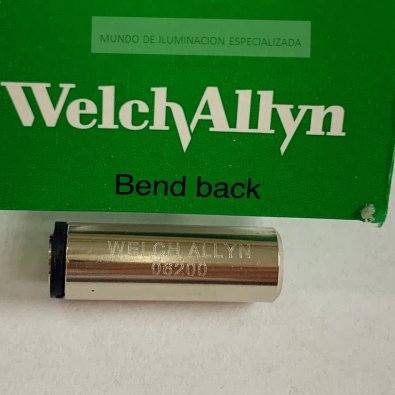 MUNDO DE ILUMINACION ESPECIALIZADA
WelchAllyn
Bend back
WELCH ALLYN
06200